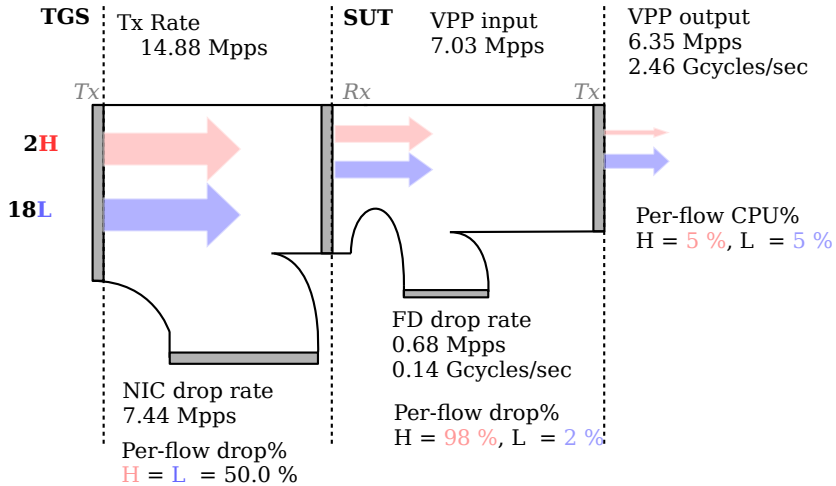 TGS
Tx Rate
14.88 Mpps
SUT
VPP input
7.03 Mpps
VPP output
6.35 Mpps
2.46 Gcycles/sec
Tx
Rx
Tx
2H
18L
Per-flow CPU%
H = 5 %, L = 5 %
FD drop rate
0.68 Mpps
0.14 Gcycles/sec
Per-flow drop%
H = 98 %, L = 2 %
NIC drop rate
7.44 Mpps
Per-flow drop%
H = L = 50.0 %